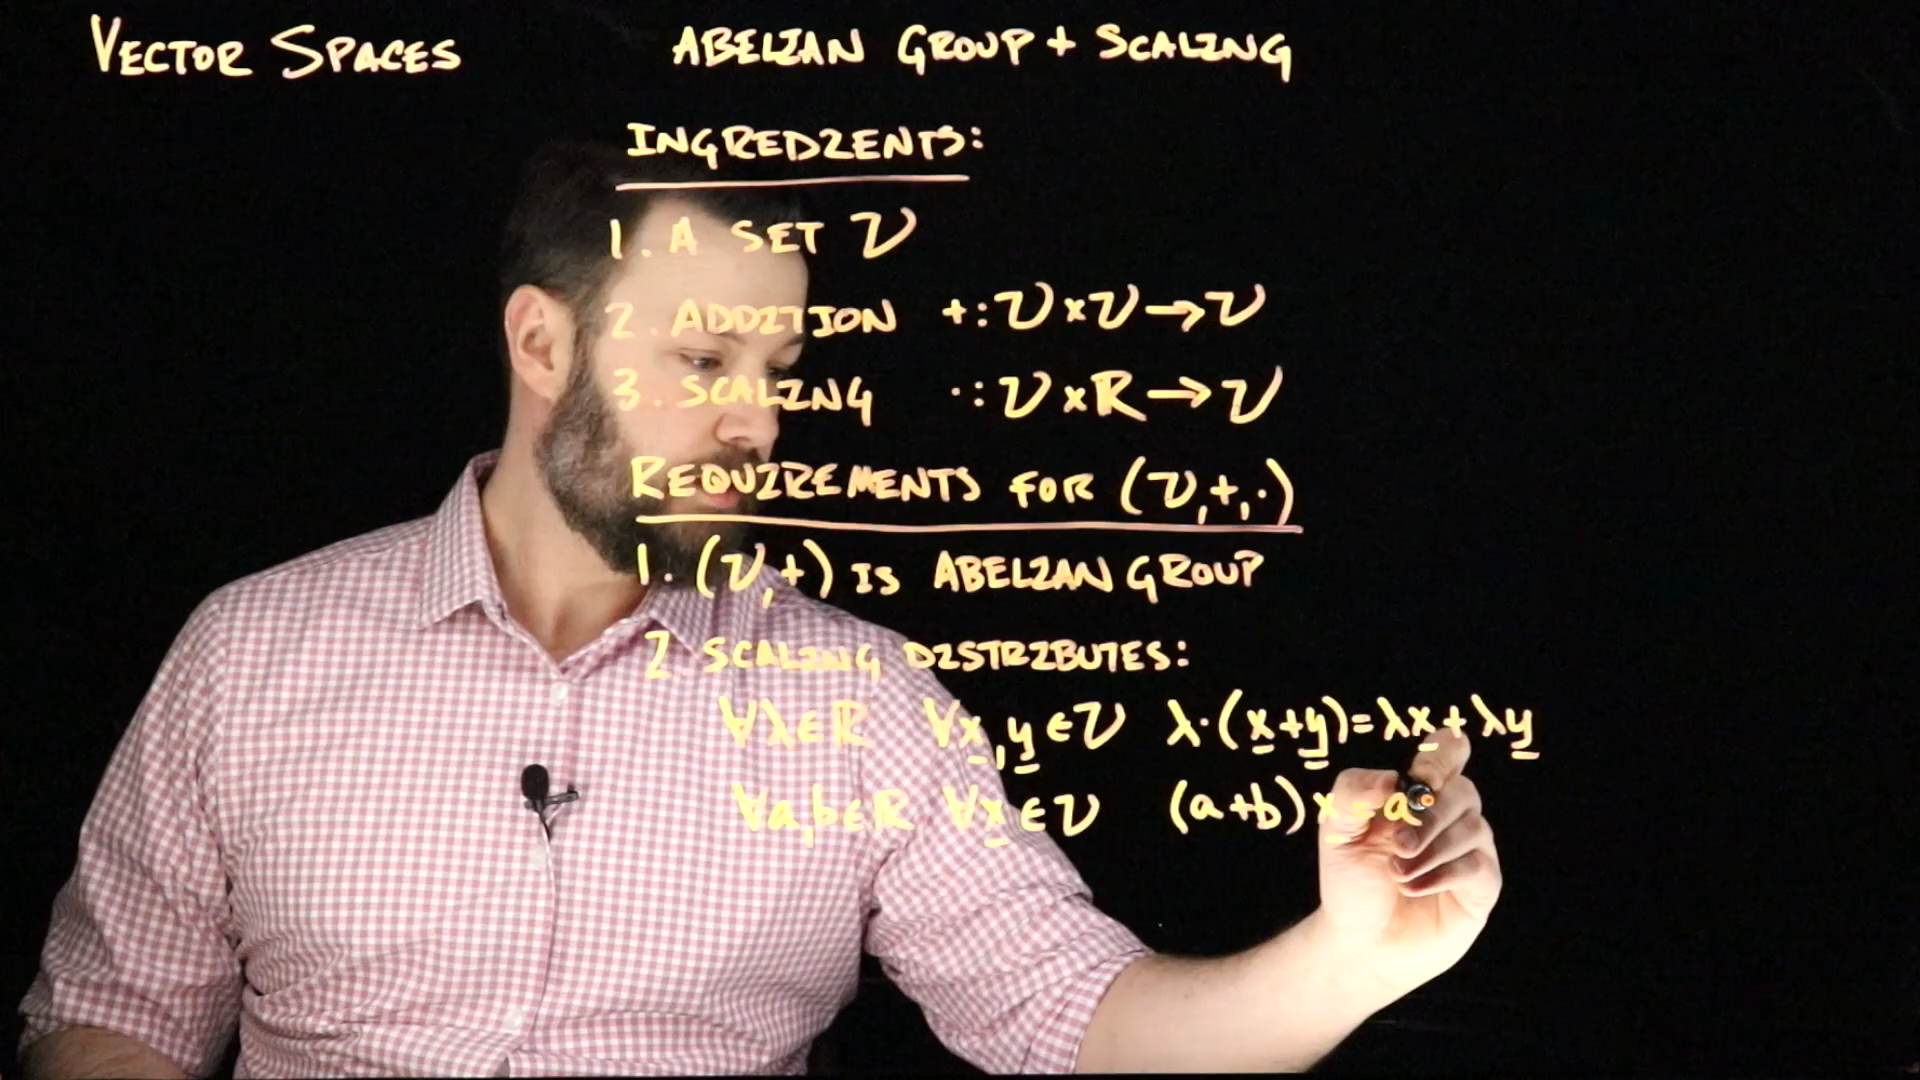 VECTOR SPACES
ABELIAN GROUP + SCALING
INGREDIENTS:
1. A SET V
2. ADDITION +: V × V → V
3. SCALING ·: V × R → V
REQUIREMENTS FOR (V, +, ·)
1. (V, +) IS ABELIAN GROUP
2. SCALING DISTRIBUTES:
∀λ∈R ∀x, y ∈ V λ·(x+y)=λx+λy
∀a,b∈R ∀x ∈ V (a+b)x=a